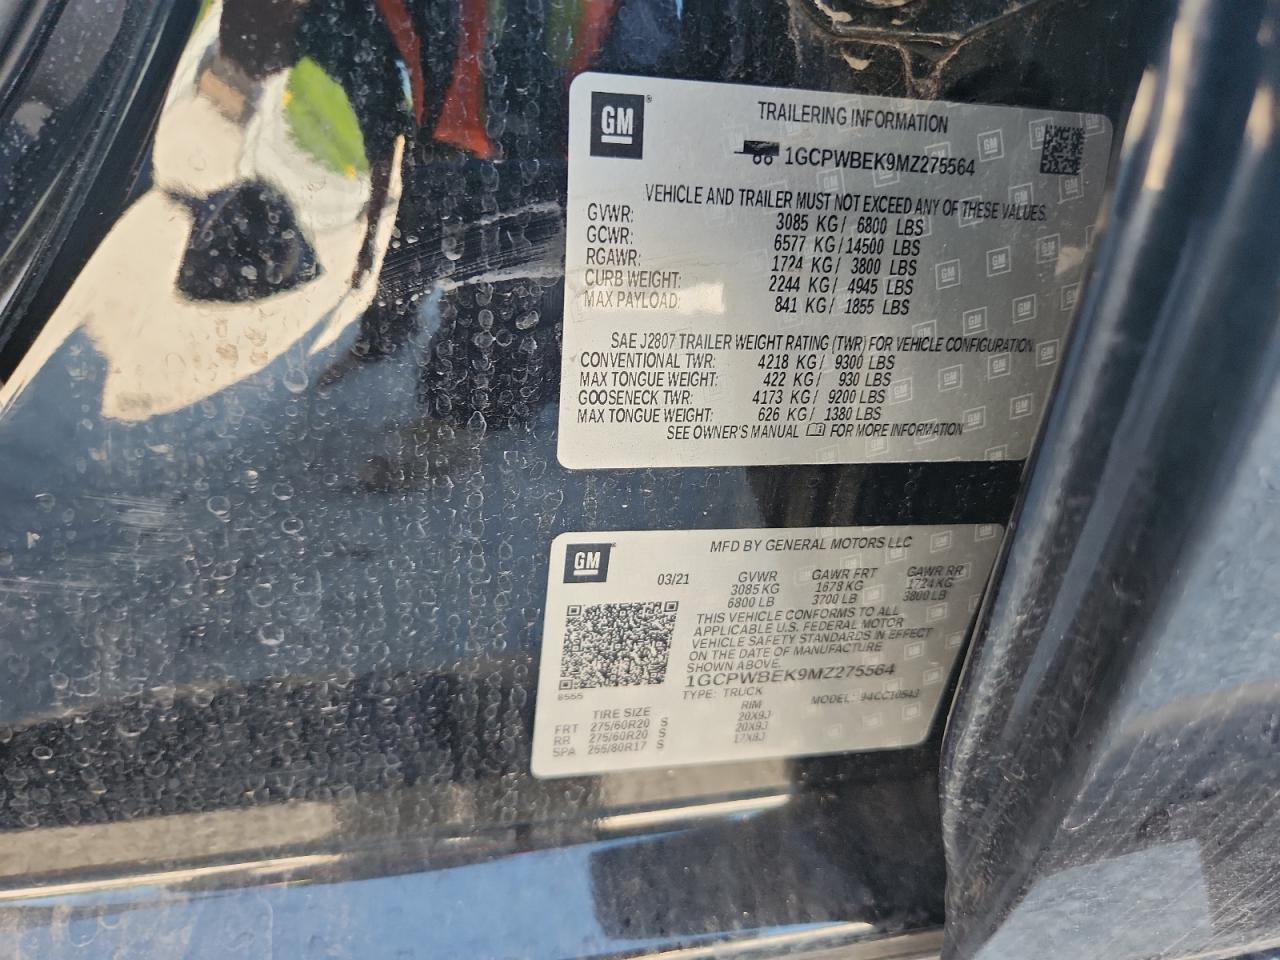 GM
TRAILERING INFORMATION
1GCPWBEK9MZ275564
VEHICLE AND TRAILER MUST NOT EXCEED ANY OF THESE VALUES.
GVWR: 3085 KG/ 6800 LBS
GCWR: 6577 KG/14500 LBS
RGAWR: 1724 KG/ 3800 LBS
CURB WEIGHT: 2244 KG/ 4945 LBS
MAX PAYLOAD: 841 KG/ 1855 LBS
SAE J2807 TRAILER WEIGHT RATING (TWR) FOR VEHICLE CONFIGURATION.
CONVENTIONAL TWR: 4218 KG/ 9300 LBS
MAX TONGUE WEIGHT: 422 KG/ 930 LBS
GOOSENECK TWR: 4173 KG/ 9200 LBS
MAX TONGUE WEIGHT: 626 KG/ 1380 LBS
SEE OWNER'S MANUAL FOR MORE INFORMATION
GM
MFD BY GENERAL MOTORS LLC
03/21 GVWR GAWR FRT GAWR RR
3085 KG 1678 KG 1724 KG
6800 LB 3700 LB 3800 LB
THIS VEHICLE CONFORMS TO ALL
APPLICABLE U.S. FEDERAL MOTOR
VEHICLE SAFETY STANDARDS IN EFFECT
ON THE DATE OF MANUFACTURE
SHOWN ABOVE.
1GCPWBEK9MZ275564
TYPE: TRUCK MODEL:
TIRE SIZE RIM
FRT 275/60R20 S 20X9J
RR 275/60R20 S 20X9J
SPA 265/80R17 S 17X8J